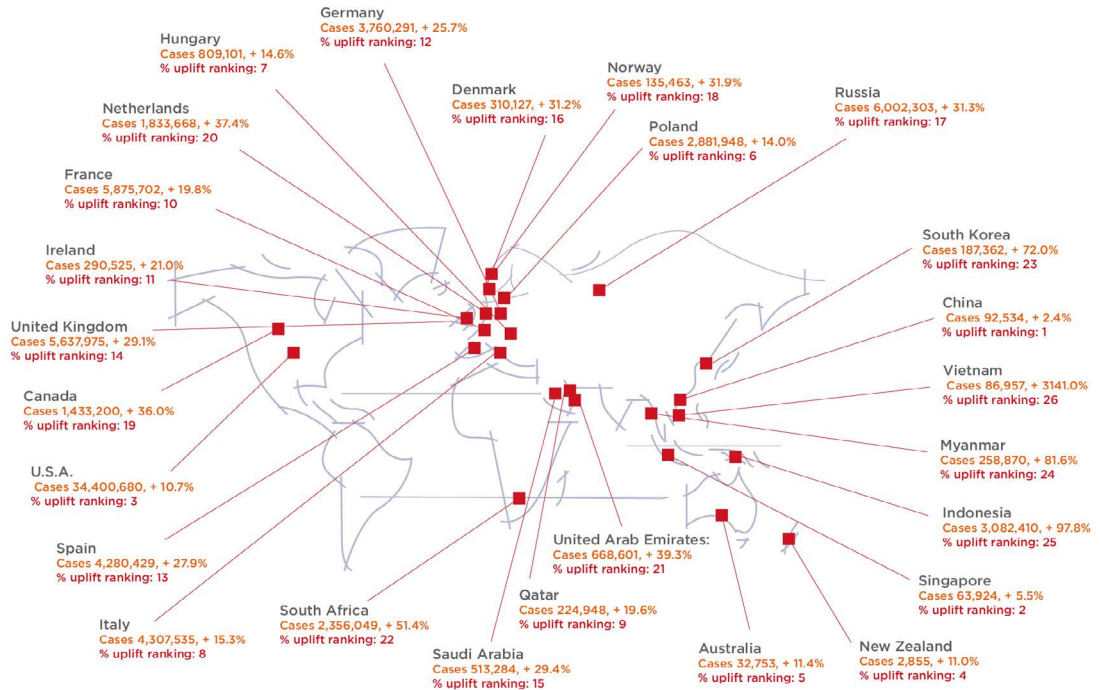 Germany
Cases 3,760,291, + 25.7%
% uplift ranking: 12
Hungary
Cases 809,101, + 14.6%
% uplift ranking: 7
Norway
Cases 135,463, + 31.9%
% uplift ranking: 18
Denmark
Cases 310,127, + 31.2%
% uplift ranking: 16
Russia
Cases 6,002,303, + 31.3%
% uplift ranking: 17
Netherlands
Cases 1,833,668, + 37.4%
% uplift ranking: 20
Poland
Cases 2,881,948, + 14.0%
% uplift ranking: 6
France
Cases 5,875,702, + 19.8%
% uplift ranking: 10
South Korea
Cases 187,362, + 72.0%
% uplift ranking: 23
Ireland
Cases 290,525, + 21.0%
% uplift ranking: 11
China
Cases 92,534, + 2.4%
% uplift ranking: 1
United Kingdom
Cases 5,637,975, + 29.1%
% uplift ranking: 14
Vietnam
Cases 86,957, + 3141.0%
% uplift ranking: 26
Canada
Cases 1,433,200, + 36.0%
% uplift ranking: 19
Myanmar
Cases 258,870, + 81.6%
% uplift ranking: 24
U.S.A.
Cases 34,400,680, + 10.7%
% uplift ranking: 3
Indonesia
Cases 3,082,410, + 97.8%
% uplift ranking: 25
Spain
Cases 4,280,429, + 27.9%
% uplift ranking: 13
United Arab Emirates:
Cases 668,601, + 39.3%
% uplift ranking: 21
Singapore
Cases 63,924, + 5.5%
% uplift ranking: 2
Qatar
Cases 224,948, + 19.6%
% uplift ranking: 9
South Africa
Cases 2,356,049, + 51.4%
% uplift ranking: 22
Italy
Cases 4,307,535, + 15.3%
% uplift ranking: 8
Saudi Arabia
Cases 513,284, + 29.4%
% uplift ranking: 15
Australia
Cases 32,753, + 11.4%
% uplift ranking: 5
New Zealand
Cases 2,855, + 11.0%
% uplift ranking: 4